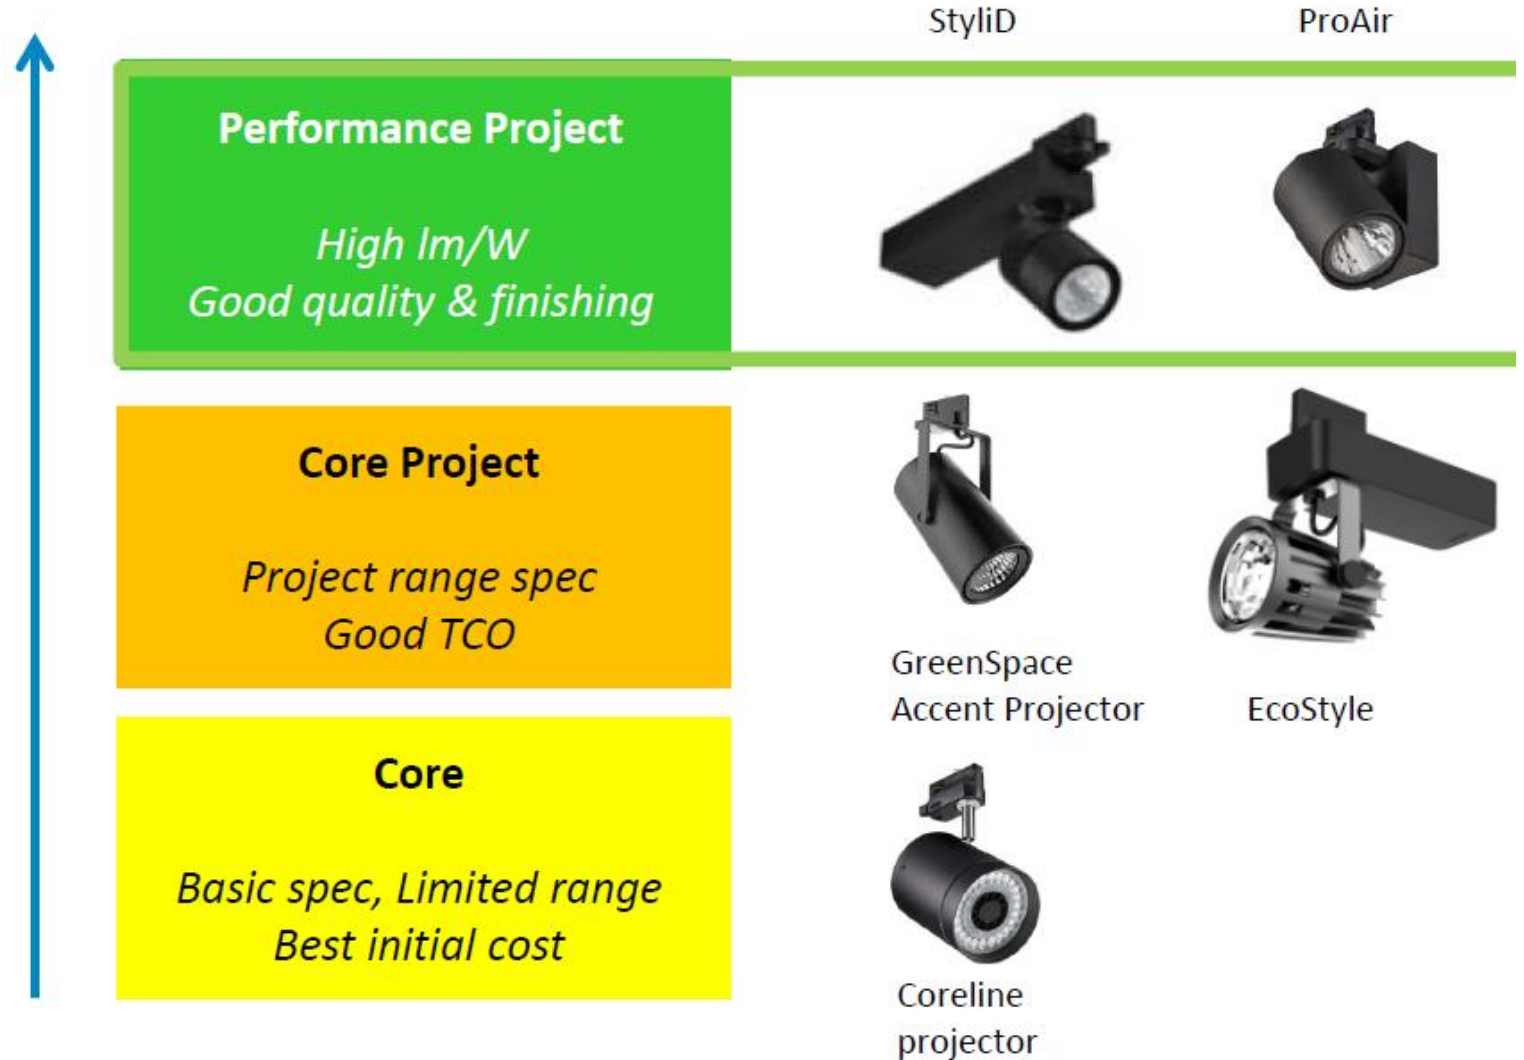 StyliD
ProAir
Performance Project
High lm/W
Good quality & finishing
Core Project
Project range spec
Good TCO
GreenSpace
Accent Projector
EcoStyle
Core
Basic spec, Limited range
Best initial cost
Coreline
projector